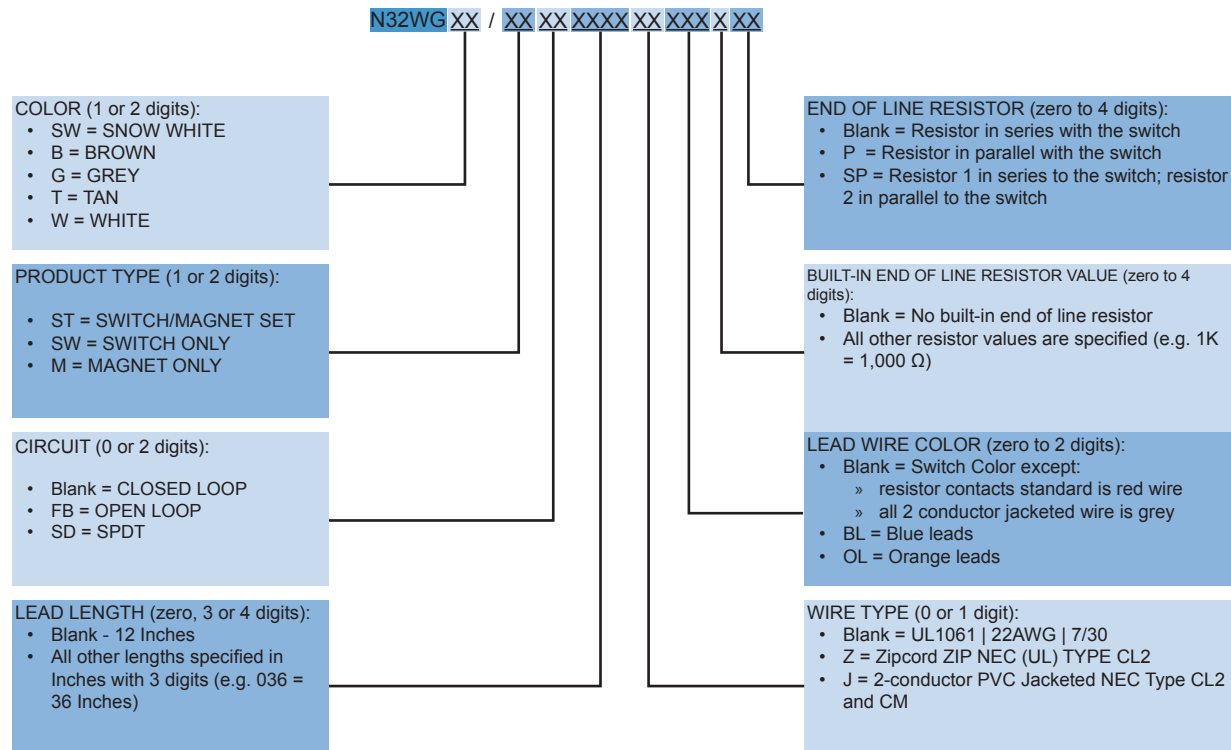 N32WG XX / XX XX XXXX XX XXX X XX
COLOR (1 or 2 digits):
• SW = SNOW WHITE
• B = BROWN
• G = GREY
• T = TAN
• W = WHITE
PRODUCT TYPE (1 or 2 digits):
• ST = SWITCH/MAGNET SET
• SW = SWITCH ONLY
• M = MAGNET ONLY
CIRCUIT (0 or 2 digits):
• Blank = CLOSED LOOP
• FB = OPEN LOOP
• SD = SPDT
LEAD LENGTH (zero, 3 or 4 digits):
• Blank - 12 Inches
• All other lengths specified in
Inches with 3 digits (e.g. 036 =
36 Inches)
END OF LINE RESISTOR (zero to 4 digits):
• Blank = Resistor in series with the switch
• P = Resistor in parallel with the switch
• SP = Resistor 1 in series to the switch; resistor
2 in parallel to the switch
BUILT-IN END OF LINE RESISTOR VALUE (zero to 4
digits):
• Blank = No built-in end of line resistor
• All other resistor values are specified (e.g. 1K
= 1,000 Ω)
LEAD WIRE COLOR (zero to 2 digits):
• Blank = Switch Color except:
» resistor contacts standard is red wire
» all 2 conductor jacketed wire is grey
• BL = Blue leads
• OL = Orange leads
WIRE TYPE (0 or 1 digit):
• Blank = UL1061 | 22AWG | 7/30
• Z = Zipcord ZIP NEC (UL) TYPE CL2
• J = 2-conductor PVC Jacketed NEC Type CL2
and CM